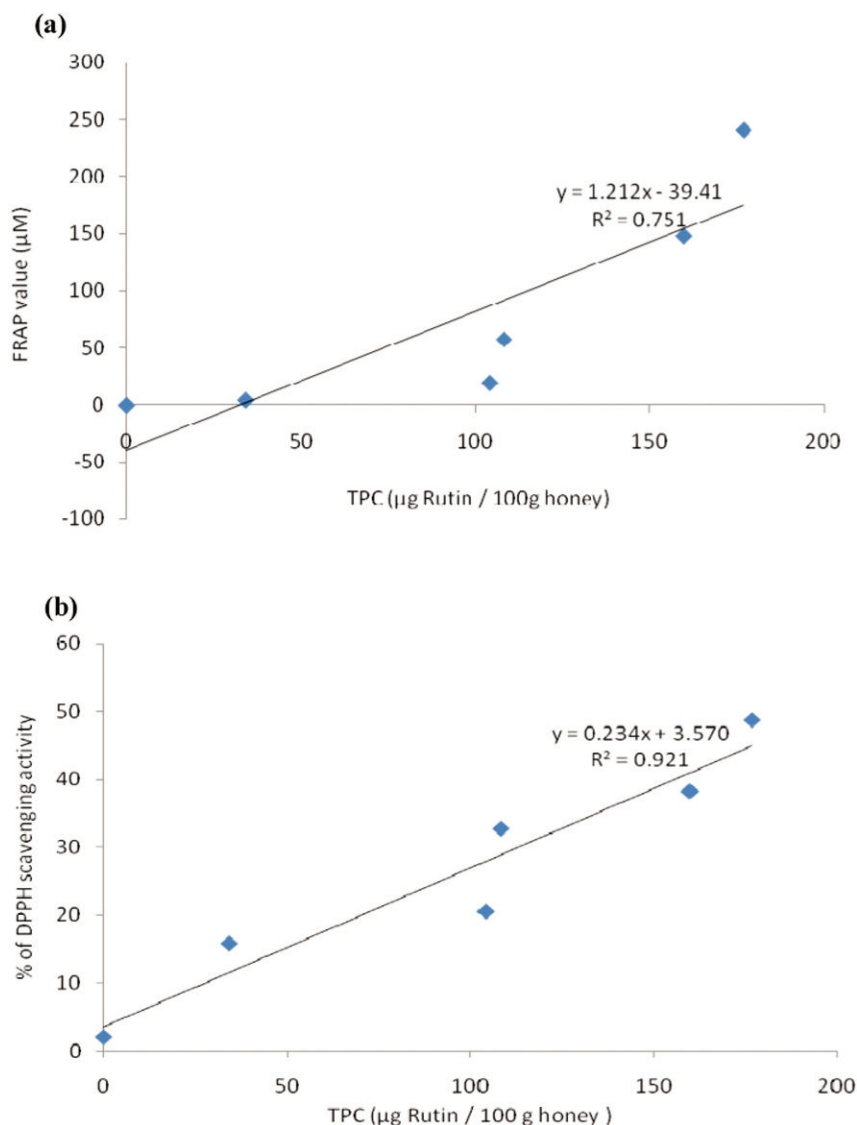 (a)
300
250
200
150
100
50
0
-50
-100
FRAP value (µM)
y = 1.212x - 39.41
R² = 0.751
0 50 100 150 200
TPC (µg Rutin / 100g honey)
(b)
60
50
40
30
20
10
0
% of DPPH scavenging activity
y = 0.234x + 3.570
R² = 0.921
0 50 100 150 200
TPC (µg Rutin / 100 g honey )